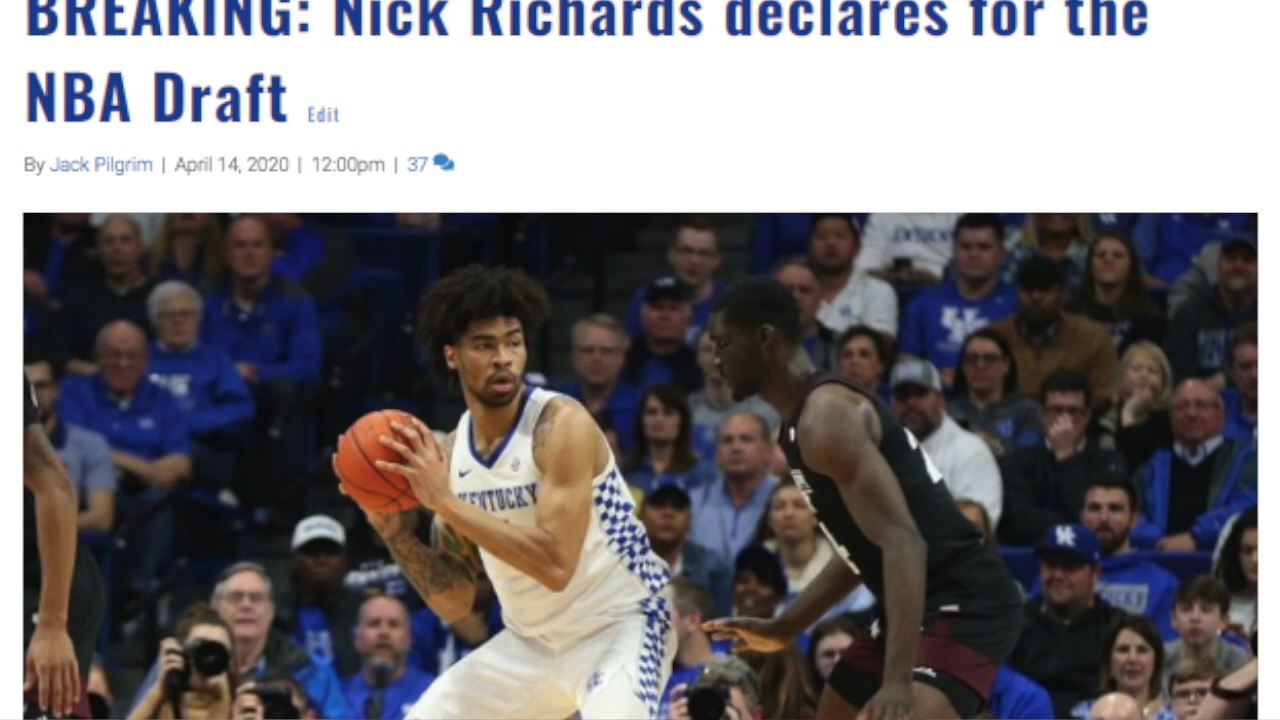 BREAKING: Nick Richards declares for the
NBA Draft Edit
By Jack Pilgrim | April 14, 2020 | 12:00pm | 37
KENTUCKY